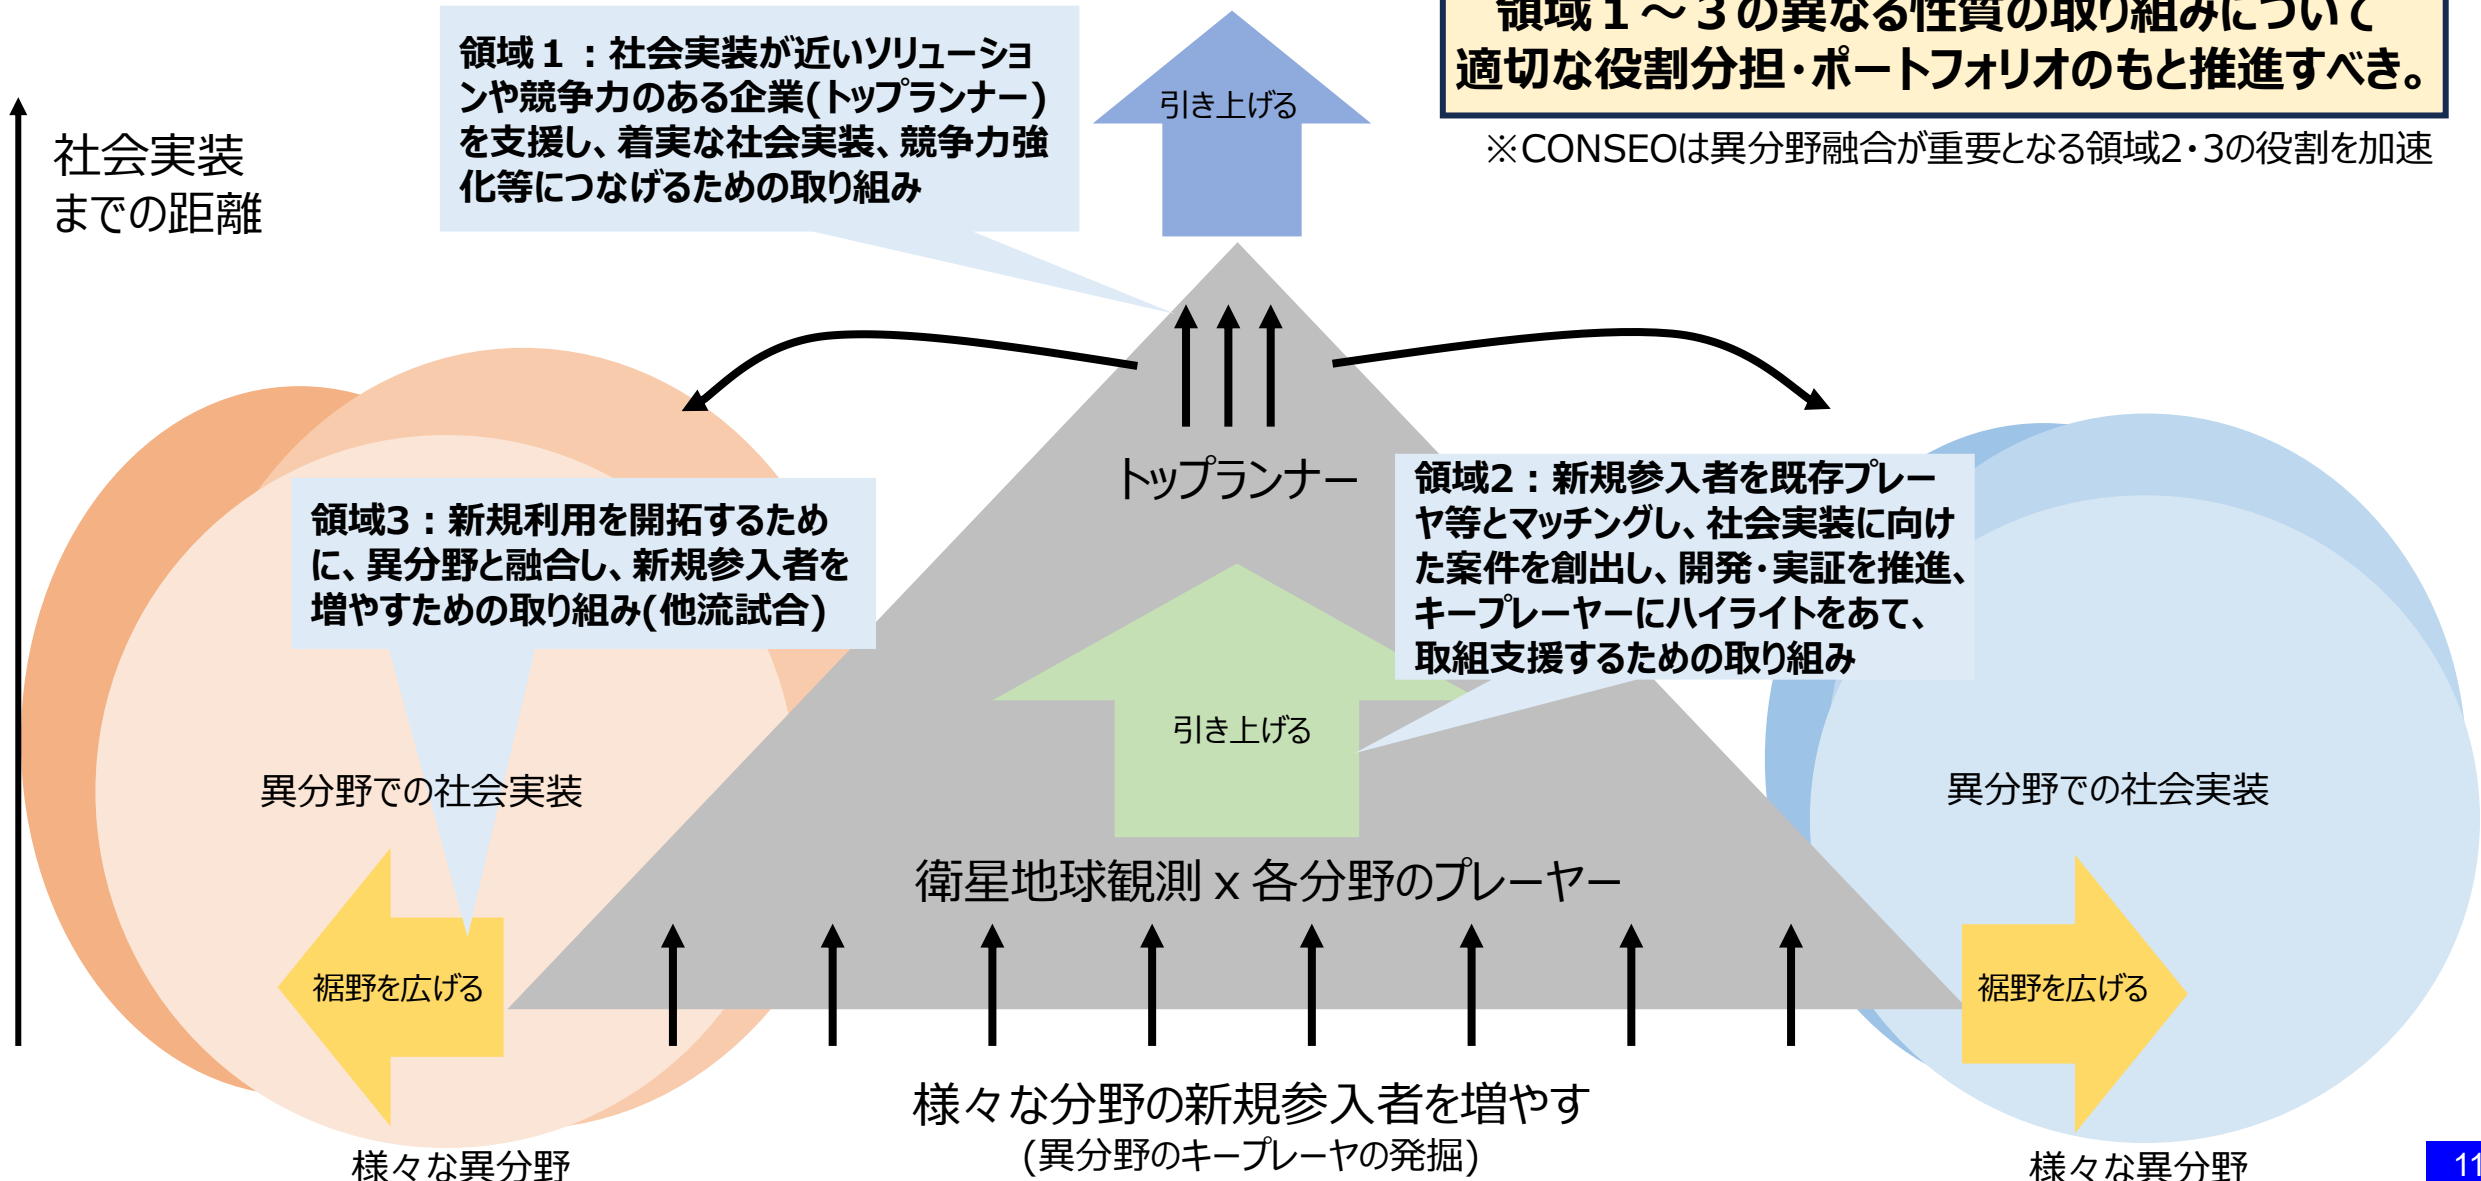 領域１～３の異なる性質の取り組みについて
適切な役割分担・ポートフォリオのもと推進すべき。
※CONSEOは異分野融合が重要となる領域2・3の役割を加速
領域１：社会実装が近いソリューショ
ンや競争力のある企業(トップランナー)
を支援し、着実な社会実装、競争力強
化等につなげるための取り組み
引き上げる
社会実装
までの距離
トップランナー
領域2：新規参入者を既存プレー
ヤ等とマッチングし、社会実装に向け
た案件を創出し、開発・実証を推進、
キープレーヤーにハイライトをあて、
取組支援するための取り組み
領域3：新規利用を開拓するため
に、異分野と融合し、新規参入者を
増やすための取り組み(他流試合)
引き上げる
異分野での社会実装
異分野での社会実装
衛星地球観測 x 各分野のプレーヤー
裾野を広げる
裾野を広げる
様々な分野の新規参入者を増やす
(異分野のキープレーヤの発掘)
様々な異分野
様々な異分野
11